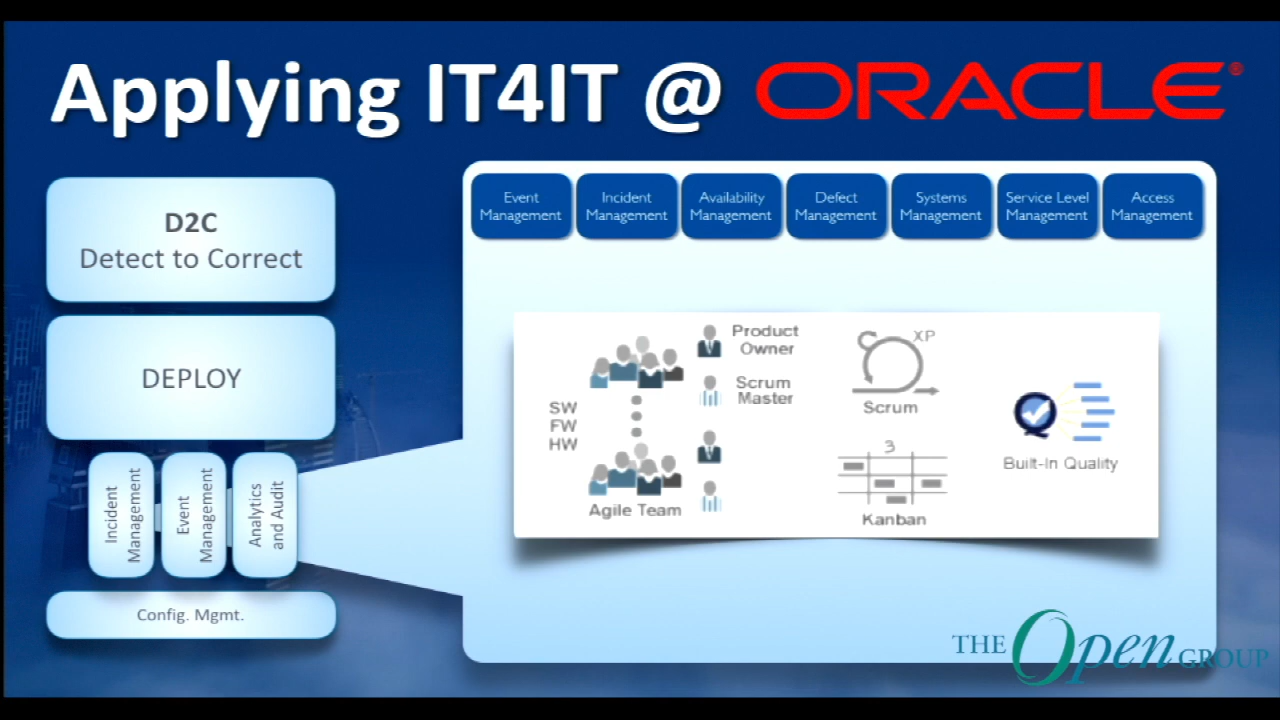 Applying IT4IT @ ORACLE®
D2C
Detect to Correct
DEPLOY
Incident
Management
Event
Management
Analytics
and Audit
Config. Mgmt.
Event
Management
Incident
Management
Availability
Management
Defect
Management
Systems
Management
Service Level
Management
Access
Management
SW
FW
HW
Agile Team
Product
Owner
Scrum
Master
XP
Scrum
3
Kanban
Built-In Quality
THE Open GROUP